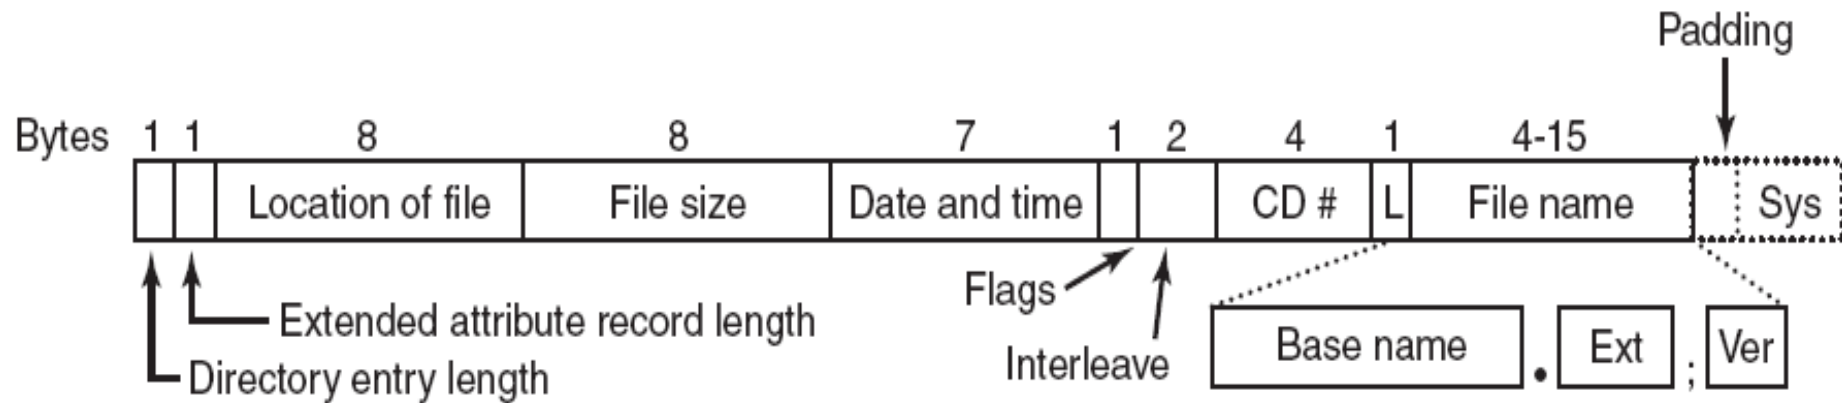 Padding
Bytes 1 1 8 8 7 1 2 4 1 4-15
Location of file File size Date and time CD # L File name Sys
Flags
Extended attribute record length
Interleave
Base name . Ext ; Ver
Directory entry length